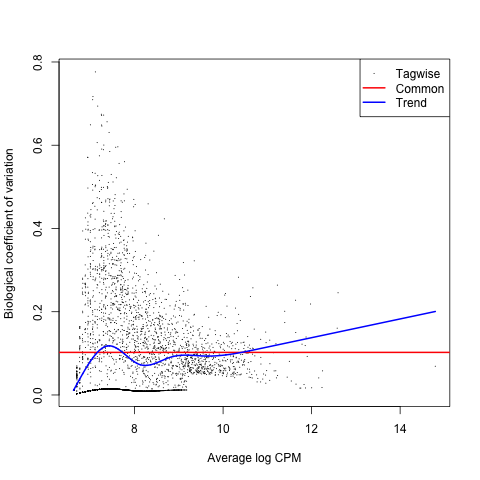 Biological coefficient of variation
0.8
0.6
0.4
0.2
0.0
Tagwise
Common
Trend
8
10
12
14
Average log CPM